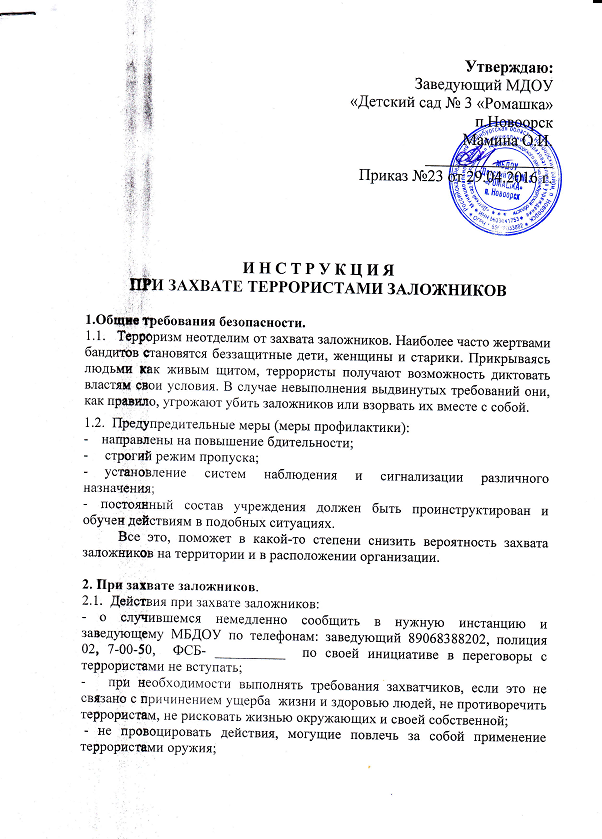 Утверждаю:
Заведующий МДОУ
«Детский сад № 3 «Ромашка»
п.Новоорск
Мамина О.И.
Приказ №23 от 29.04.2016 г.
МБДОУ
"РОМАШКА"
п. Новоорск
И Н С Т Р У К Ц И Я
ПРИ ЗАХВАТЕ ТЕРРОРИСТАМИ ЗАЛОЖНИКОВ
1.Общие требования безопасности.
1.1. Терроризм неотделим от захвата заложников. Наиболее часто жертвами
бандитов становятся беззащитные дети, женщины и старики. Прикрываясь
людьми как живым щитом, террористы получают возможность диктовать
властям свои условия. В случае невыполнения выдвинутых требований они,
как правило, угрожают убить заложников или взорвать их вместе с собой.
1.2. Предупредительные меры (меры профилактики):
- направлены на повышение бдительности;
- строгий режим пропуска;
- установление систем наблюдения и сигнализации различного
назначения;
- постоянный состав учреждения должен быть проинструктирован и
обучен действиям в подобных ситуациях.
Все это, поможет в какой-то степени снизить вероятность захвата
заложников на территории и в расположении организации.
2. При захвате заложников.
2.1. Действия при захвате заложников:
- о случившемся немедленно сообщить в нужную инстанцию и
заведующему МБДОУ по телефонам: заведующий 89068388202, полиция
02, 7-00-50, ФСБ- __________ по своей инициативе в переговоры с
террористами не вступать;
- при необходимости выполнять требования захватчиков, если это не
связано с причинением ущерба жизни и здоровью людей, не противоречить
террористам, не рисковать жизнью окружающих и своей собственной;
- не провоцировать действия, могущие повлечь за собой применение
террористами оружия;